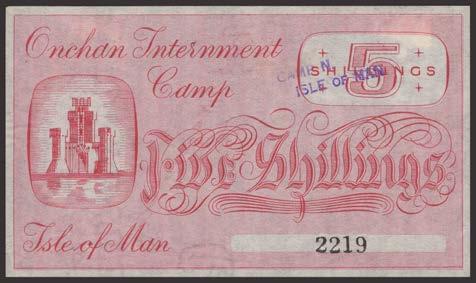 Onchan Internment
Camp
5
SHILLINGS
CAMP N.
ISLE OF MAN
Five Shillings
Isle of Man
2219